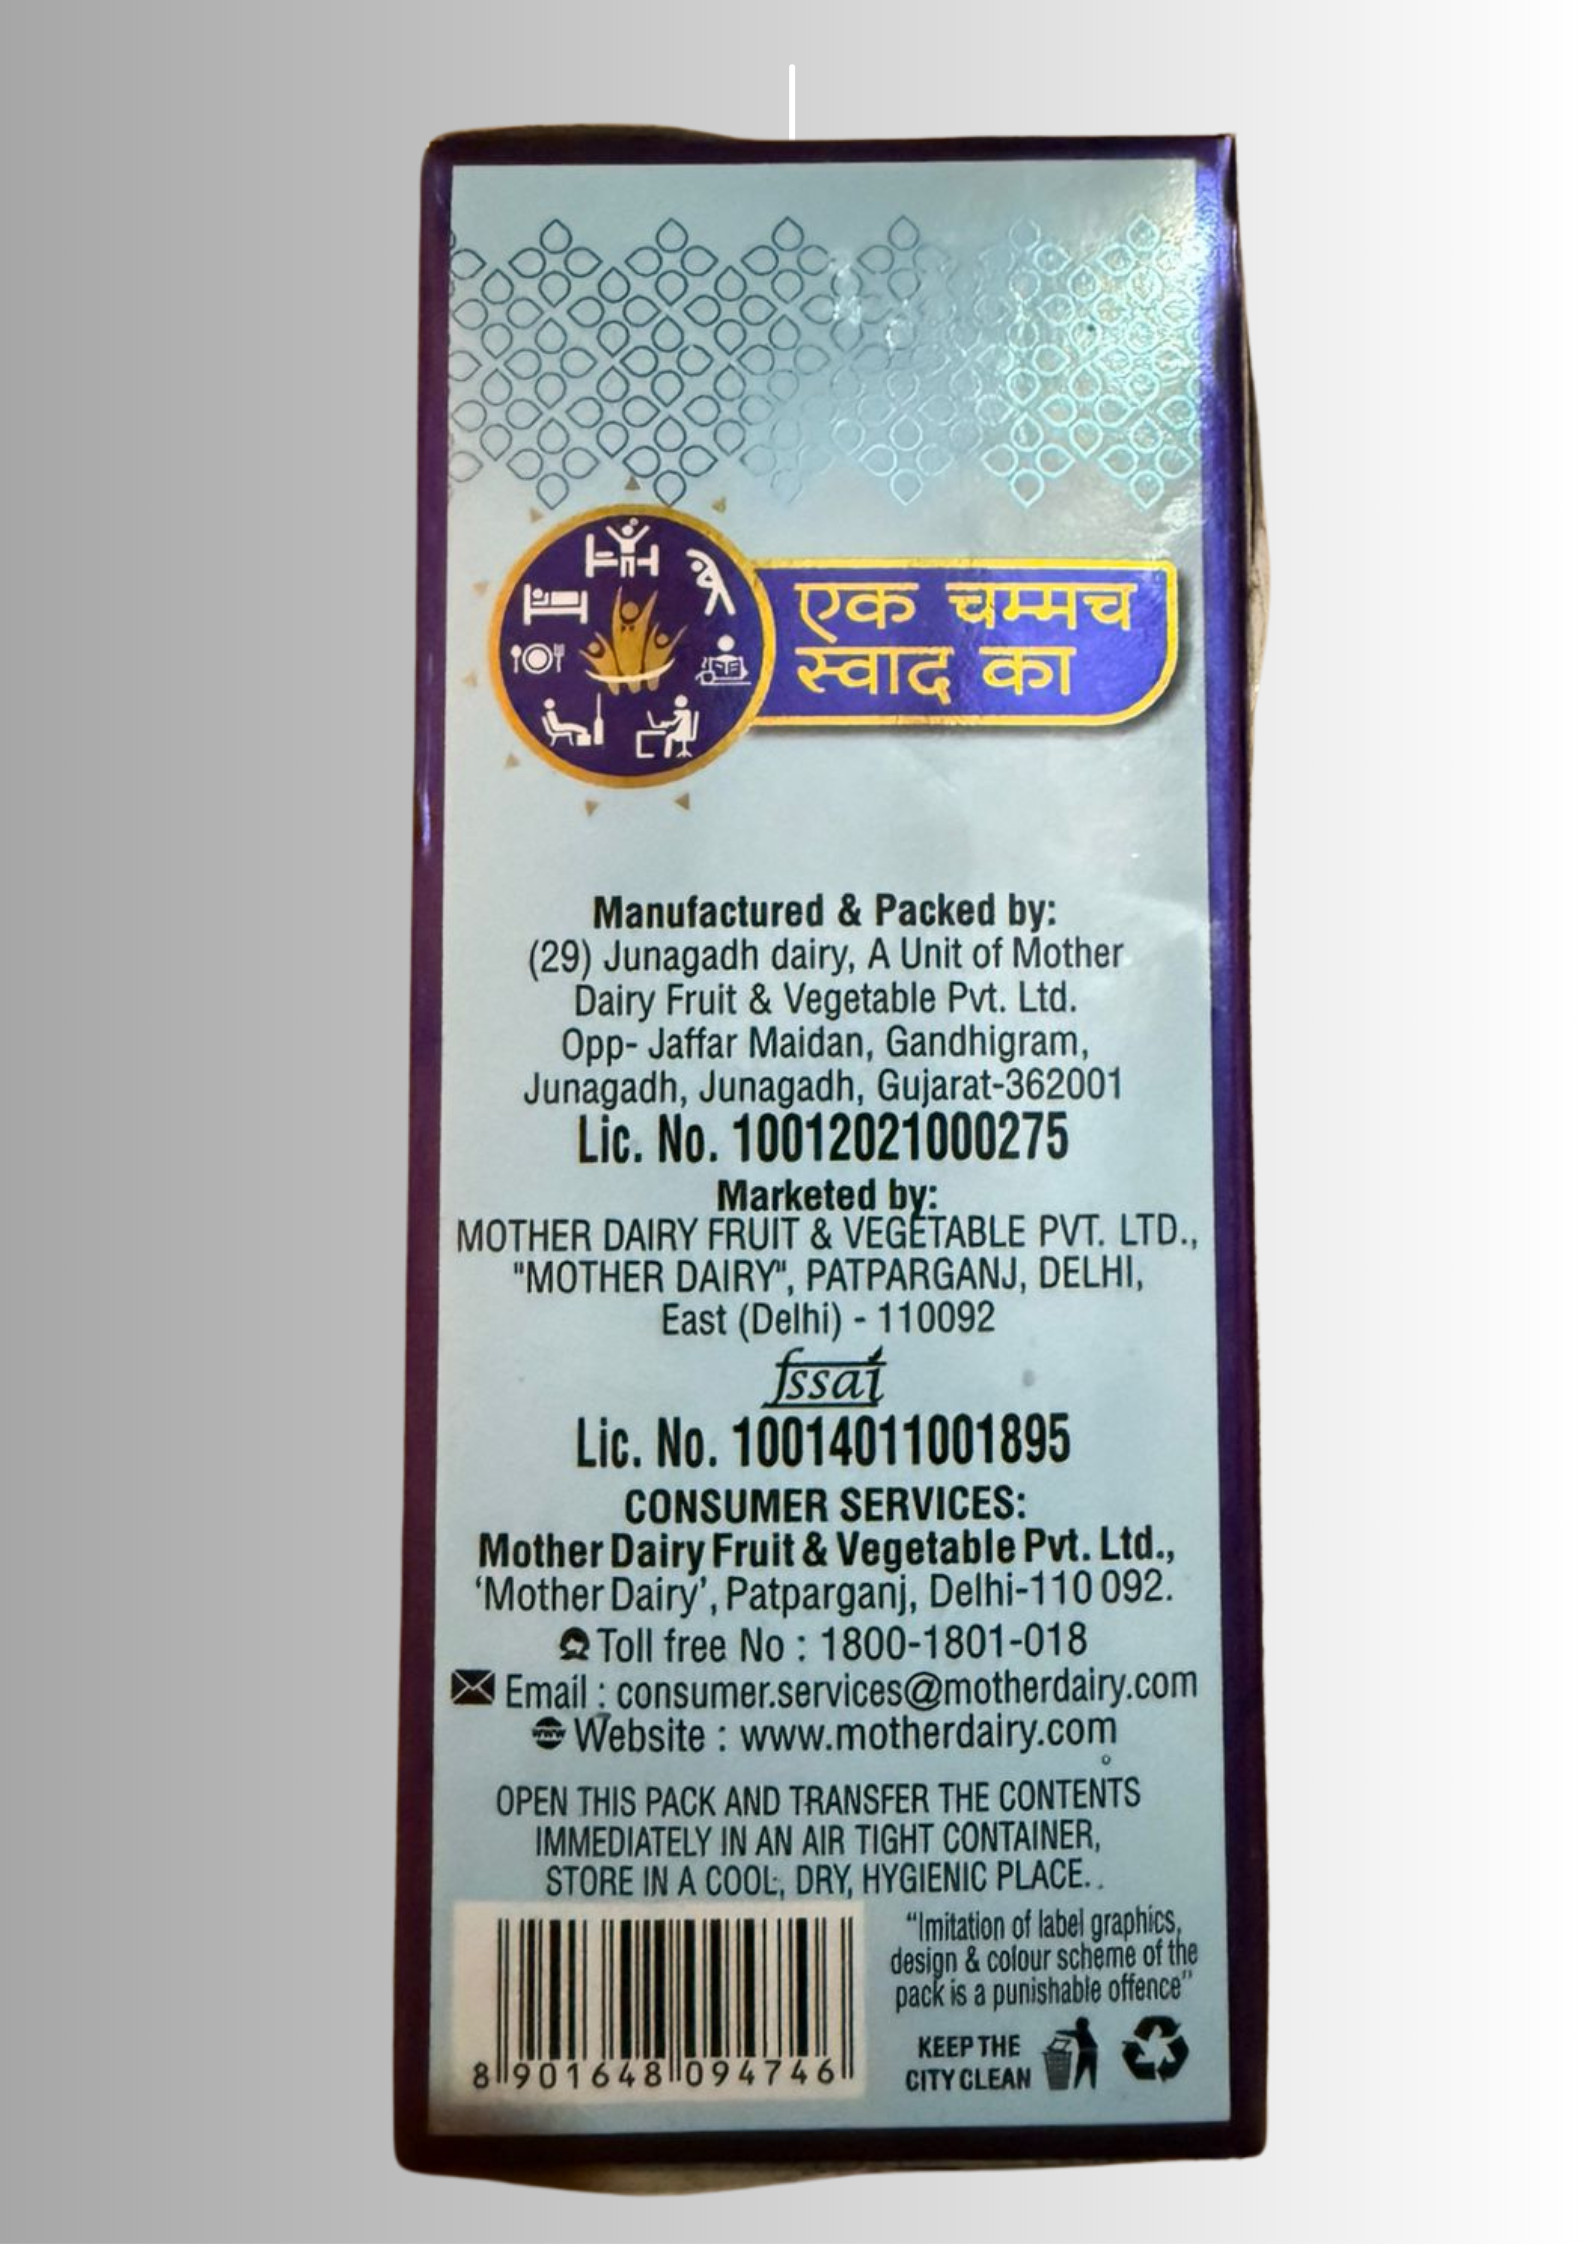 एक चम्मच
स्वाद का
Manufactured & Packed by:
(29) Junagadh dairy, A Unit of Mother
Dairy Fruit & Vegetable Pvt. Ltd.
Opp- Jaffar Maidan, Gandhigram,
Junagadh, Junagadh, Gujarat-362001
Lic. No. 10012021000275
Marketed by:
MOTHER DAIRY FRUIT & VEGETABLE PVT. LTD.,
"MOTHER DAIRY", PATPARGANJ, DELHI,
East (Delhi) - 110092
fssai
Lic. No. 10014011001895
CONSUMER SERVICES:
Mother Dairy Fruit & Vegetable Pvt. Ltd.,
‘Mother Dairy’, Patparganj, Delhi-110 092.
Toll free No : 1800-1801-018
Email : consumer.services@motherdairy.com
www Website : www.motherdairy.com
OPEN THIS PACK AND TRANSFER THE CONTENTS
IMMEDIATELY IN AN AIR TIGHT CONTAINER,
STORE IN A COOL, DRY, HYGIENIC PLACE.
“Imitation of label graphics,
design & colour scheme of the
pack is a punishable offence”
KEEP THE
CITY CLEAN
8 901648 094746